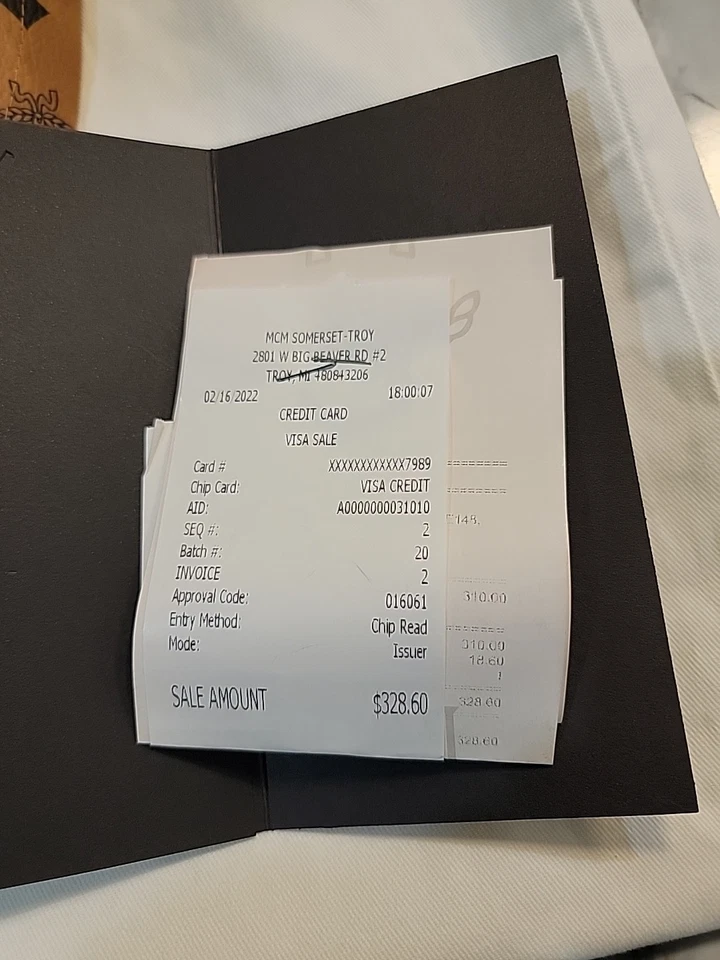 MCM SOMERSET-TROY
2801 W BIG BEAVER RD #2
TROY, MI 480843206
02/16/2022 18:00:07
CREDIT CARD
VISA SALE
Card #: XXXXXXXXXXXX7989
Chip Card: VISA CREDIT
AID: A0000000031010
SEQ #: 2
Batch #: 20
INVOICE 2
Approval Code: 016061
Entry Method: Chip Read
Mode: Issuer
SALE AMOUNT $328.60
148.
310.00
310.00
18.60
1
328.60
328.60